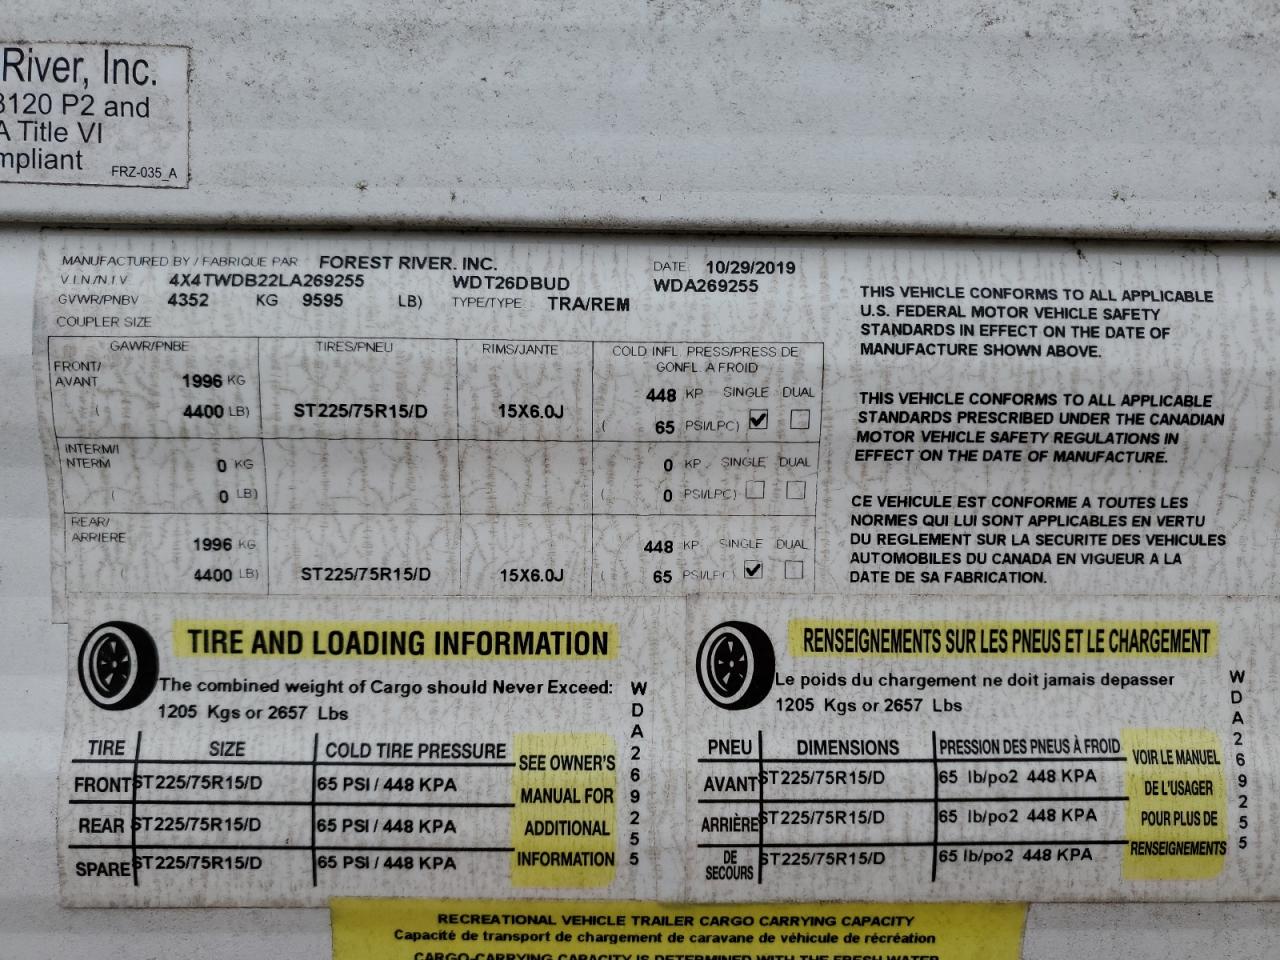 River, Inc.
3120 P2 and
A Title VI
mpliant
FRZ-035_A
MANUFACTURED BY / FABRIQUE PAR FOREST RIVER. INC. DATE 10/29/2019
V I N./N I V 4X4TWDB22LA269255 WDT26DBUD WDA269255
GVWR/PNBV 4352 KG 9595 LB) TYPE/TYPE TRA/REM
COUPLER SIZE
GAWR/PNBE TIRES/PNEU RIMS/JANTE COLD INFL. PRESS/PRESS DE
GONFL. A FROID
FRONT/
AVANT 1996 KG 448 KP SINGLE DUAL
( 4400 LB) ST225/75R15/D 15X6.0J ( 65 PSI/LPC)
INTERM/I
NTERM 0 KG 0 KP SINGLE DUAL
( 0 LB) ( 0 PSI/LPC)
REAR/
ARRIERE 1996 KG 448 KP SINGLE DUAL
( 4400 LB) ST225/75R15/D 15X6.0J ( 65 PSI/LPC)
THIS VEHICLE CONFORMS TO ALL APPLICABLE
U.S. FEDERAL MOTOR VEHICLE SAFETY
STANDARDS IN EFFECT ON THE DATE OF
MANUFACTURE SHOWN ABOVE.
THIS VEHICLE CONFORMS TO ALL APPLICABLE
STANDARDS PRESCRIBED UNDER THE CANADIAN
MOTOR VEHICLE SAFETY REGULATIONS IN
EFFECT ON THE DATE OF MANUFACTURE.
CE VEHICULE EST CONFORME A TOUTES LES
NORMES QUI LUI SONT APPLICABLES EN VERTU
DU REGLEMENT SUR LA SECURITE DES VEHICULES
AUTOMOBILES DU CANADA EN VIGUEUR A LA
DATE DE SA FABRICATION.
TIRE AND LOADING INFORMATION
The combined weight of Cargo should Never Exceed:
1205 Kgs or 2657 Lbs
TIRE SIZE COLD TIRE PRESSURE
FRONT ST225/75R15/D 65 PSI / 448 KPA
REAR ST225/75R15/D 65 PSI / 448 KPA
SPARE ST225/75R15/D 65 PSI / 448 KPA
SEE OWNER'S
MANUAL FOR
ADDITIONAL
INFORMATION
WDA269255
RENSEIGNEMENTS SUR LES PNEUS ET LE CHARGEMENT
Le poids du chargement ne doit jamais depasser
1205 Kgs or 2657 Lbs
PNEU DIMENSIONS PRESSION DES PNEUS À FROID
AVANT ST225/75R15/D 65 lb/po2 448 KPA
ARRIÈRE ST225/75R15/D 65 lb/po2 448 KPA
DE
SECOURS ST225/75R15/D 65 lb/po2 448 KPA
VOIR LE MANUEL
DE L'USAGER
POUR PLUS DE
RENSEIGNEMENTS
WDA269255
RECREATIONAL VEHICLE TRAILER CARGO CARRYING CAPACITY
Capacité de transport de chargement de caravane de véhicule de récréation
CARGO-CARRYING CAPACITY IS DETERMINED WITH THE FRESH WATER